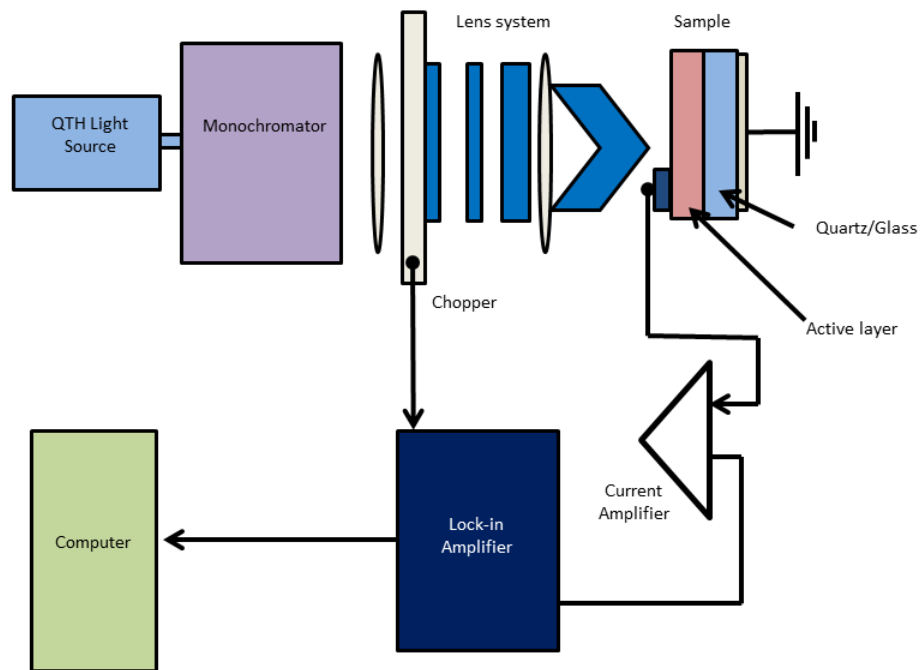 Lens system
Sample
QTH Light
Source
Monochromator
Quartz/Glass
Chopper
Active layer
Current
Amplifier
Lock-in
Amplifier
Computer